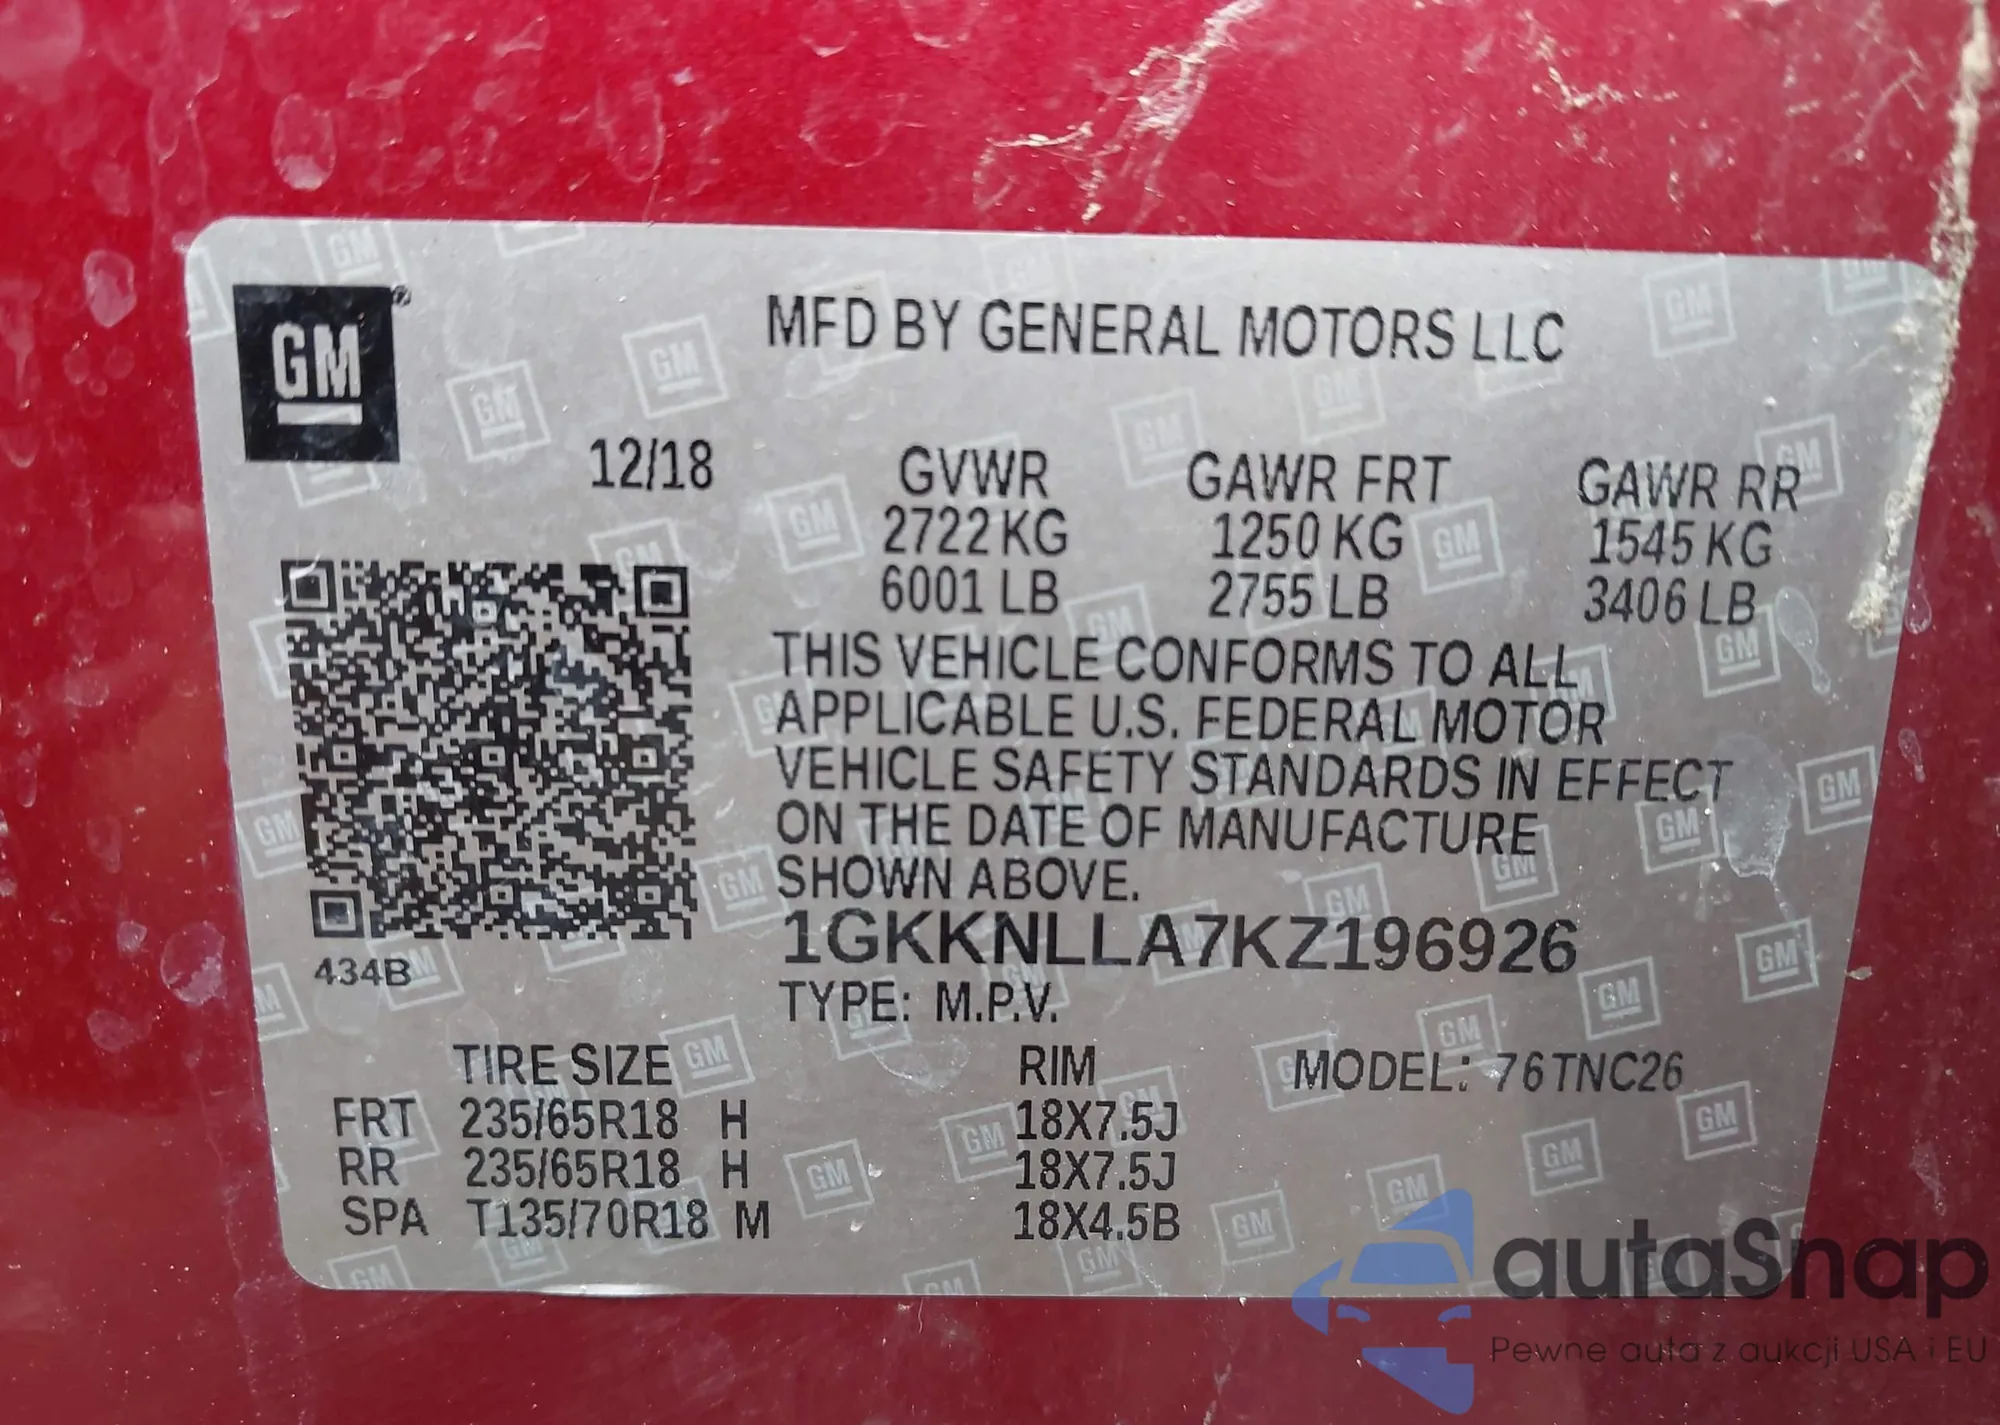 GM
MFD BY GENERAL MOTORS LLC
12/18 GVWR GAWR FRT GAWR RR
2722 KG 1250 KG 1545 KG
6001 LB 2755 LB 3406 LB
THIS VEHICLE CONFORMS TO ALL
APPLICABLE U.S. FEDERAL MOTOR
VEHICLE SAFETY STANDARDS IN EFFECT
ON THE DATE OF MANUFACTURE
SHOWN ABOVE.
1GKKNLLA7KZ196926
434B
TYPE: M.P.V.
TIRE SIZE RIM MODEL: 76TNC26
FRT 235/65R18 H 18X7.5J
RR 235/65R18 H 18X7.5J
SPA T135/70R18 M 18X4.5B
autaSnap
Pewne auta z aukcji USA i EU